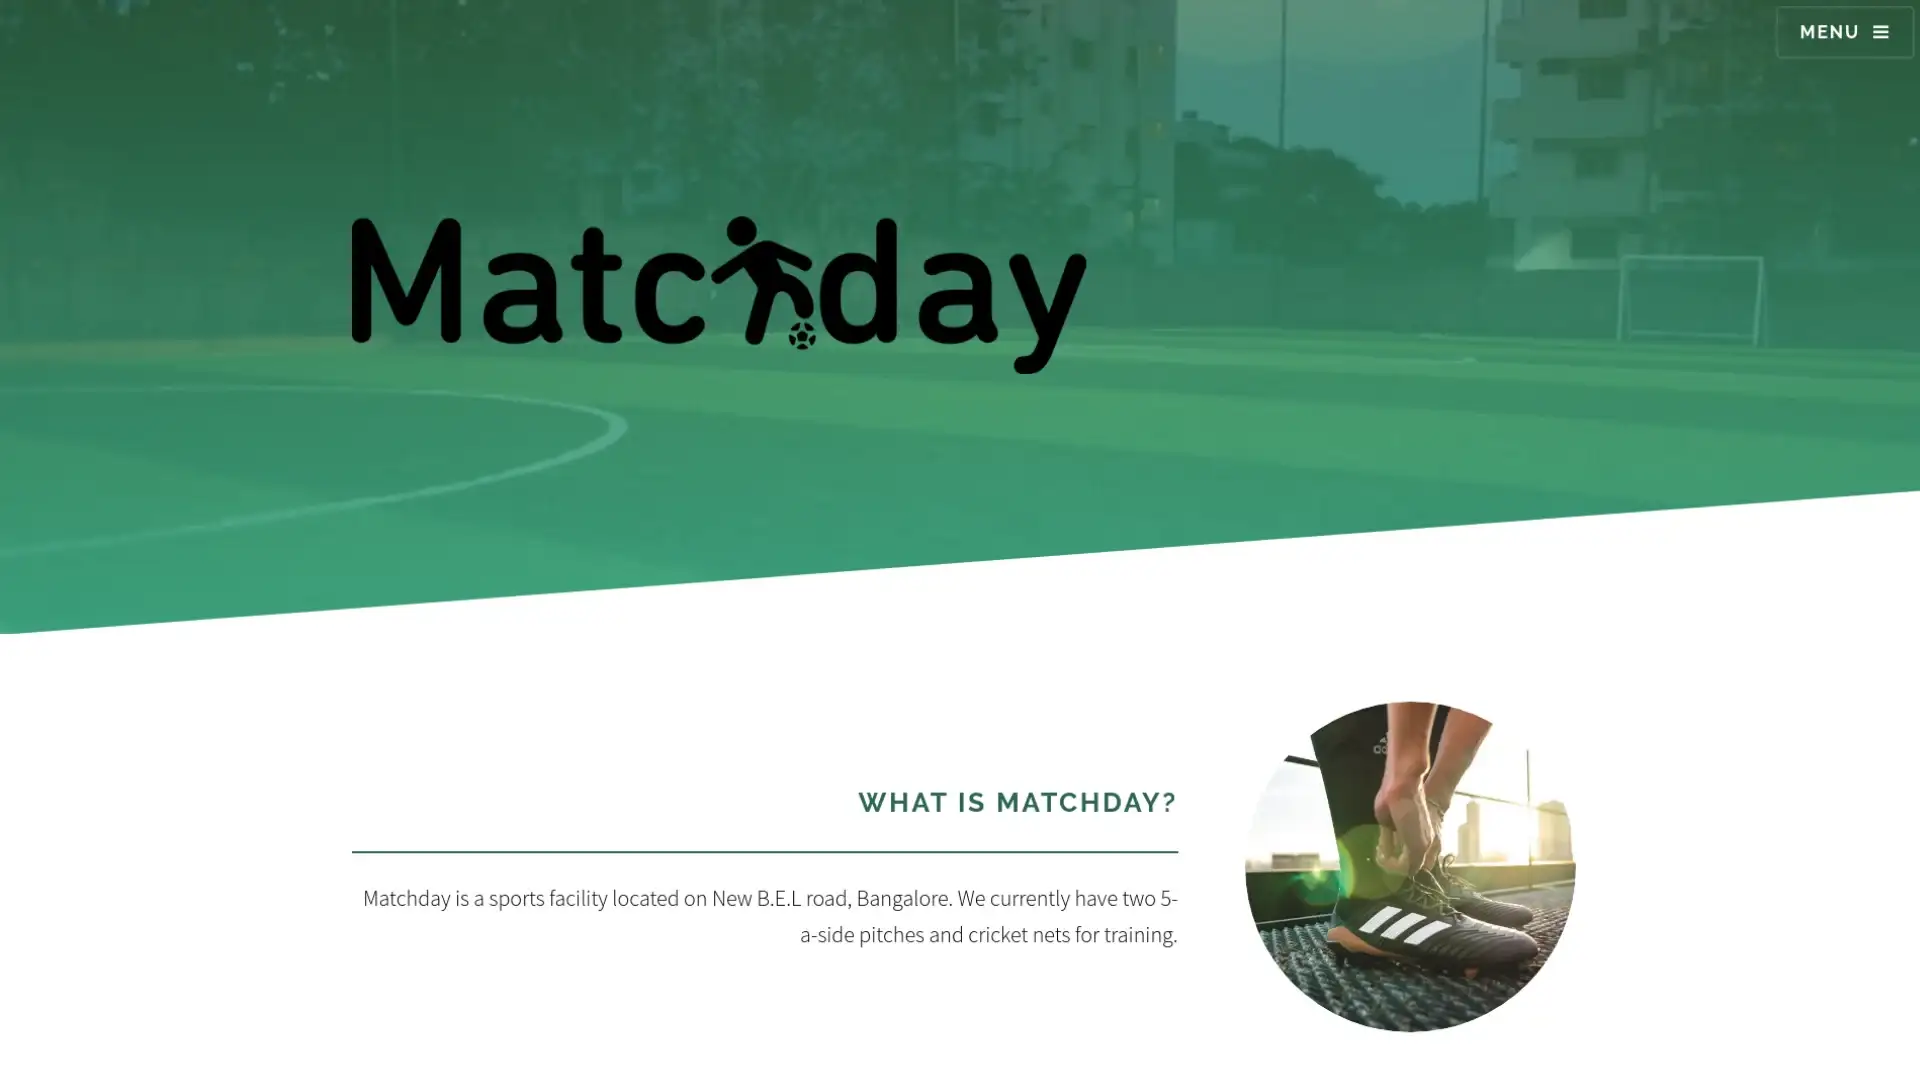 MENU
Matchday
WHAT IS MATCHDAY?
Matchday is a sports facility located on New B.E.L road, Bangalore. We currently have two 5-
a-side pitches and cricket nets for training.